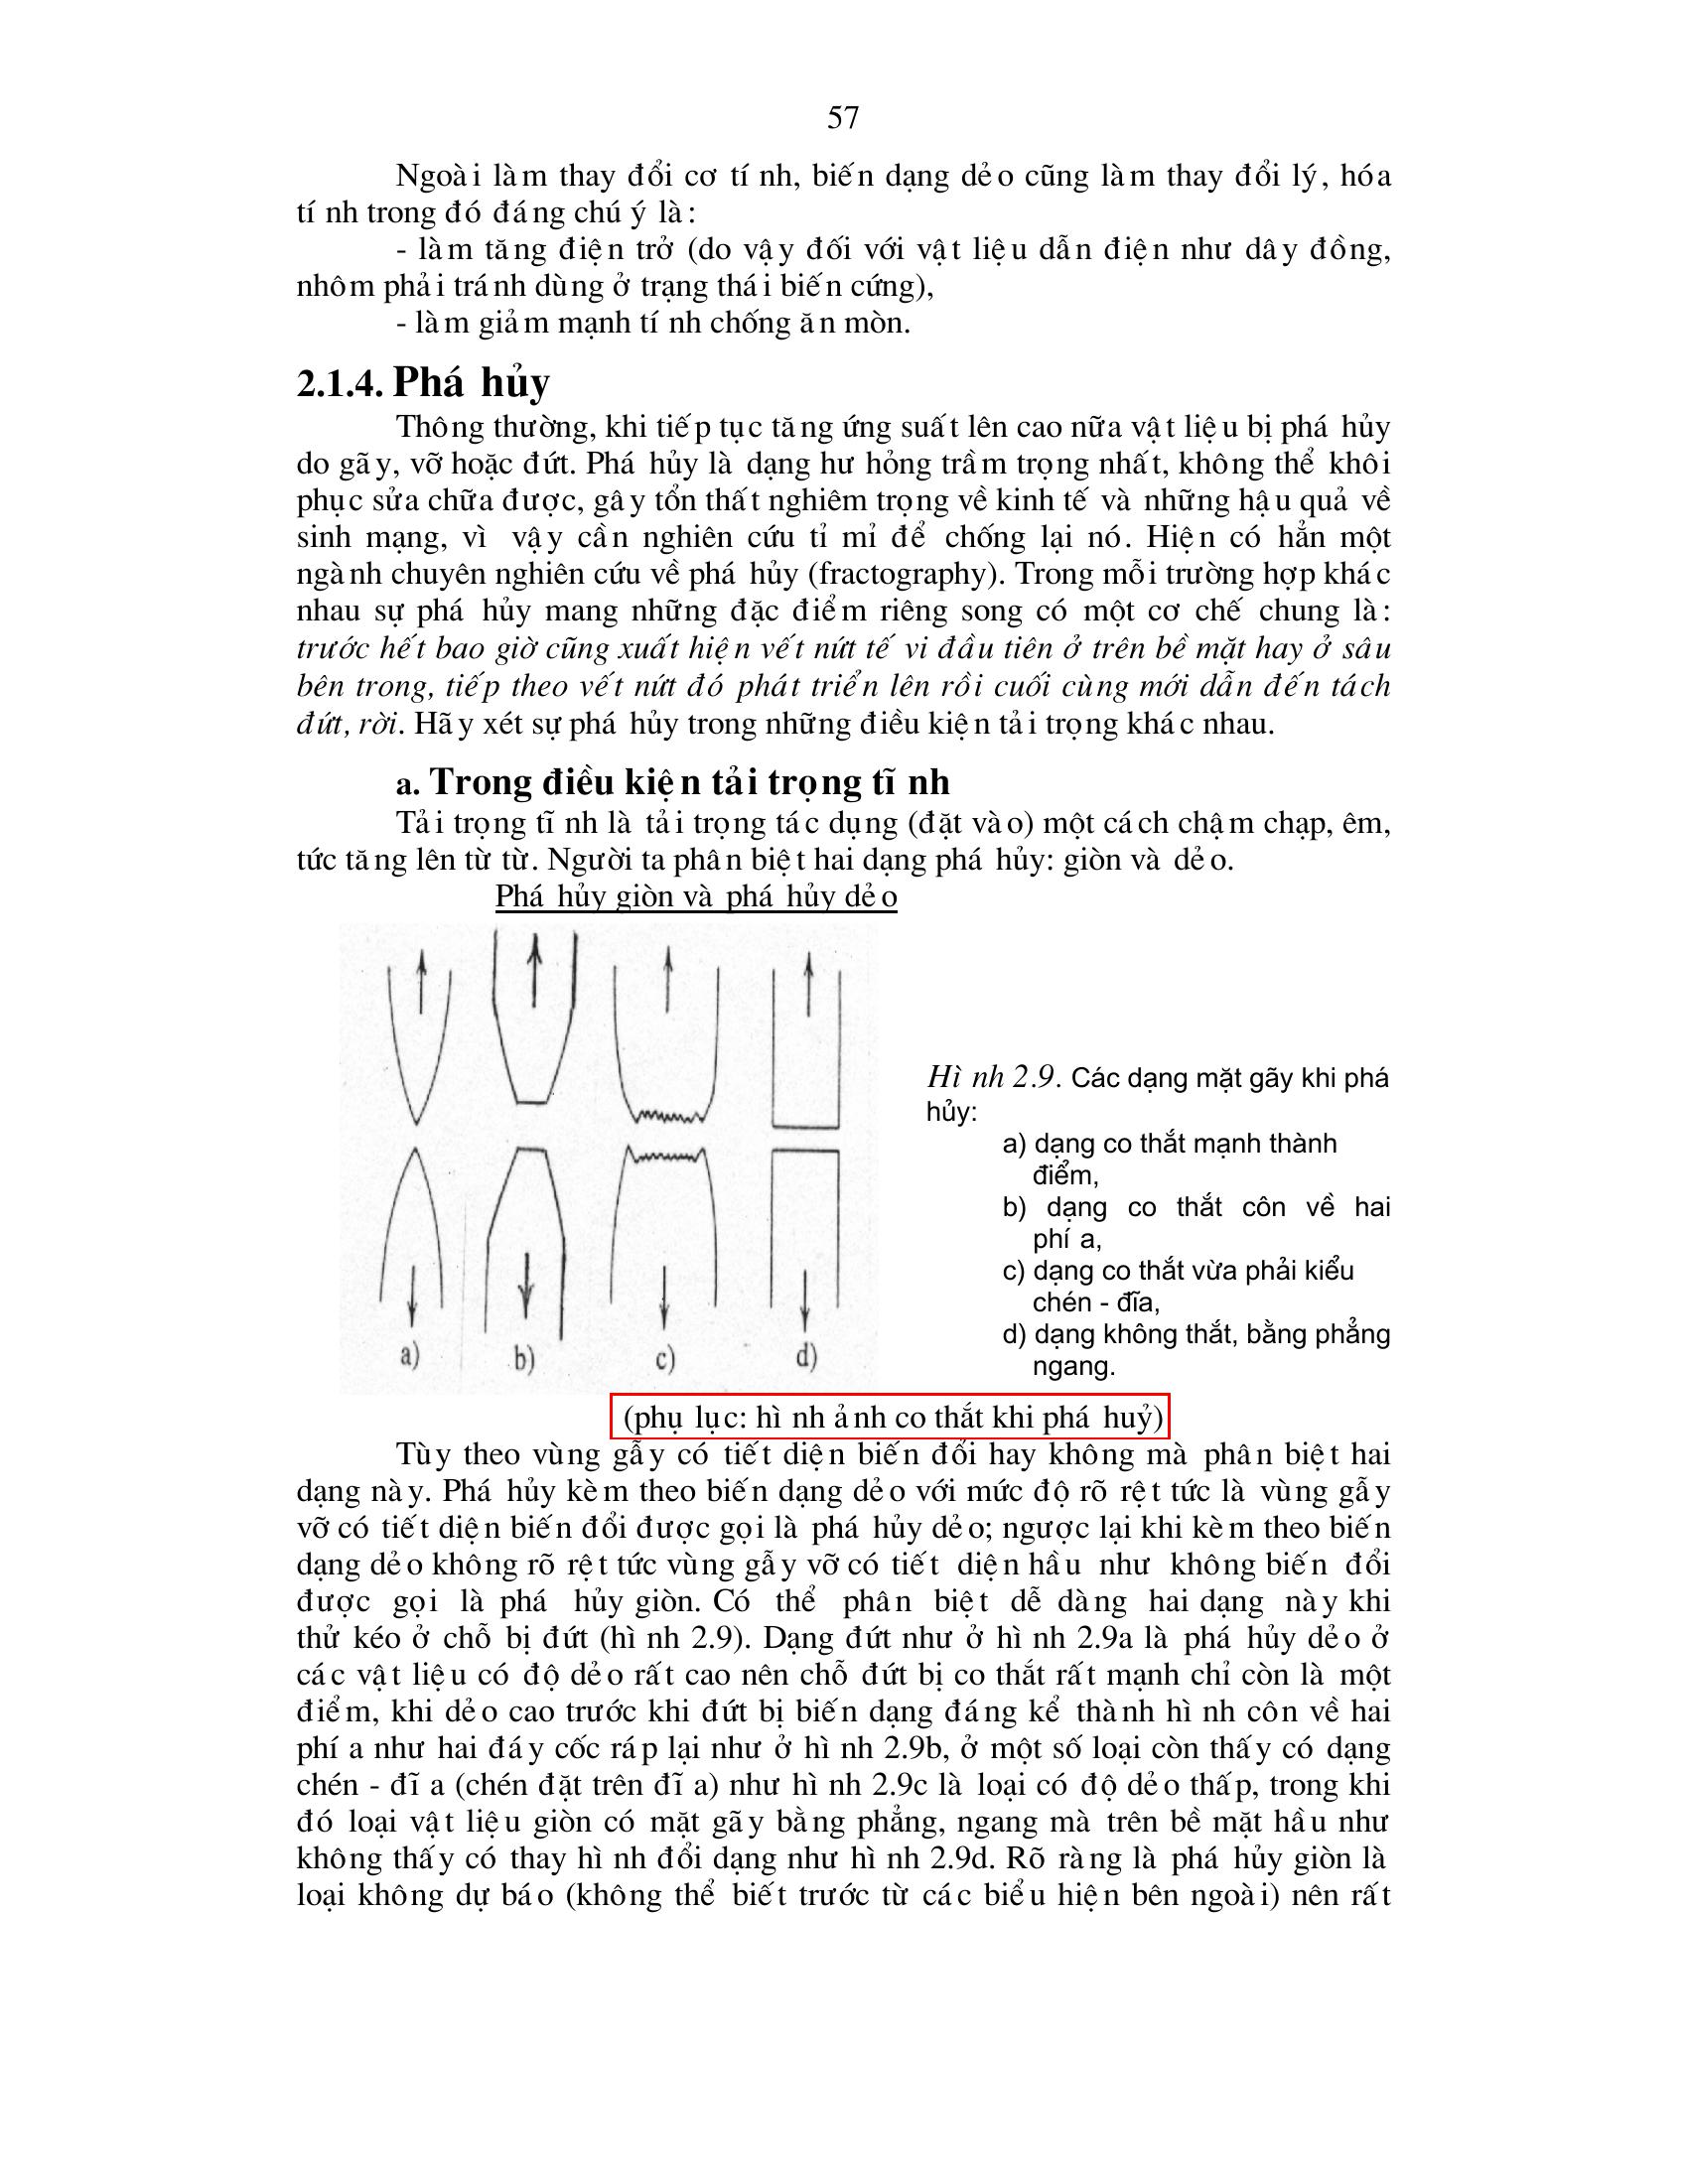 57
Ngoài làm thay đổi cơ tính, biến dạng dẻo cũng làm thay đổi lý, hóa
tính trong đó đáng chú ý là:
- làm tăng điện trở (do vậy đối với vật liệu dẫn điện như dây đồng,
nhôm phải tránh dùng ở trạng thái biến cứng),
- làm giảm mạnh tính chống ăn mòn.
2.1.4. Phá hủy
Thông thường, khi tiếp tục tăng ứng suất lên cao nữa vật liệu bị phá hủy
do gãy, vỡ hoặc đứt. Phá hủy là dạng hư hỏng trầm trọng nhất, không thể khôi
phục sửa chữa được, gây tổn thất nghiêm trọng về kinh tế và những hậu quả về
sinh mạng, vì vậy cần nghiên cứu tỉ mỉ để chống lại nó. Hiện có hẳn một
ngành chuyên nghiên cứu về phá hủy (fractography). Trong mỗi trường hợp khác
nhau sự phá hủy mang những đặc điểm riêng song có một cơ chế chung là:
trước hết bao giờ cũng xuất hiện vết nứt tế vi đầu tiên ở trên bề mặt hay ở sâu
bên trong, tiếp theo vết nứt đó phát triển lên rồi cuối cùng mới dẫn đến tách
đứt, rời. Hãy xét sự phá hủy trong những điều kiện tải trọng khác nhau.
a. Trong điều kiện tải trọng tĩnh
Tải trọng tĩnh là tải trọng tác dụng (đặt vào) một cách chậm chạp, êm,
tức tăng lên từ từ. Người ta phân biệt hai dạng phá hủy: giòn và dẻo.
Phá hủy giòn và phá hủy dẻo
a) b) c) d)
Hình 2.9. Các dạng mặt gãy khi phá
hủy:
a) dạng co thắt mạnh thành
điểm,
b) dạng co thắt côn về hai
phía,
c) dạng co thắt vừa phải kiểu
chén - đĩa,
d) dạng không thắt, bằng phẳng
ngang.
(phụ lục: hình ảnh co thắt khi phá huỷ)
Tùy theo vùng gẫy có tiết diện biến đổi hay không mà phân biệt hai
dạng này. Phá hủy kèm theo biến dạng dẻo với mức độ rõ rệt tức là vùng gẫy
vỡ có tiết diện biến đổi được gọi là phá hủy dẻo; ngược lại khi kèm theo biến
dạng dẻo không rõ rệt tức vùng gẫy vỡ có tiết diện hầu như không biến đổi
được gọi là phá hủy giòn. Có thể phân biệt dễ dàng hai dạng này khi
thử kéo ở chỗ bị đứt (hình 2.9). Dạng đứt như ở hình 2.9a là phá hủy dẻo ở
các vật liệu có độ dẻo rất cao nên chỗ đứt bị co thắt rất mạnh chỉ còn là một
điểm, khi dẻo cao trước khi đứt bị biến dạng đáng kể thành hình côn về hai
phía như hai đáy cốc ráp lại như ở hình 2.9b, ở một số loại còn thấy có dạng
chén - đĩa (chén đặt trên đĩa) như hình 2.9c là loại có độ dẻo thấp, trong khi
đó loại vật liệu giòn có mặt gãy bằng phẳng, ngang mà trên bề mặt hầu như
không thấy có thay hình đổi dạng như hình 2.9d. Rõ ràng là phá hủy giòn là
loại không dự báo (không thể biết trước từ các biểu hiện bên ngoài) nên rất